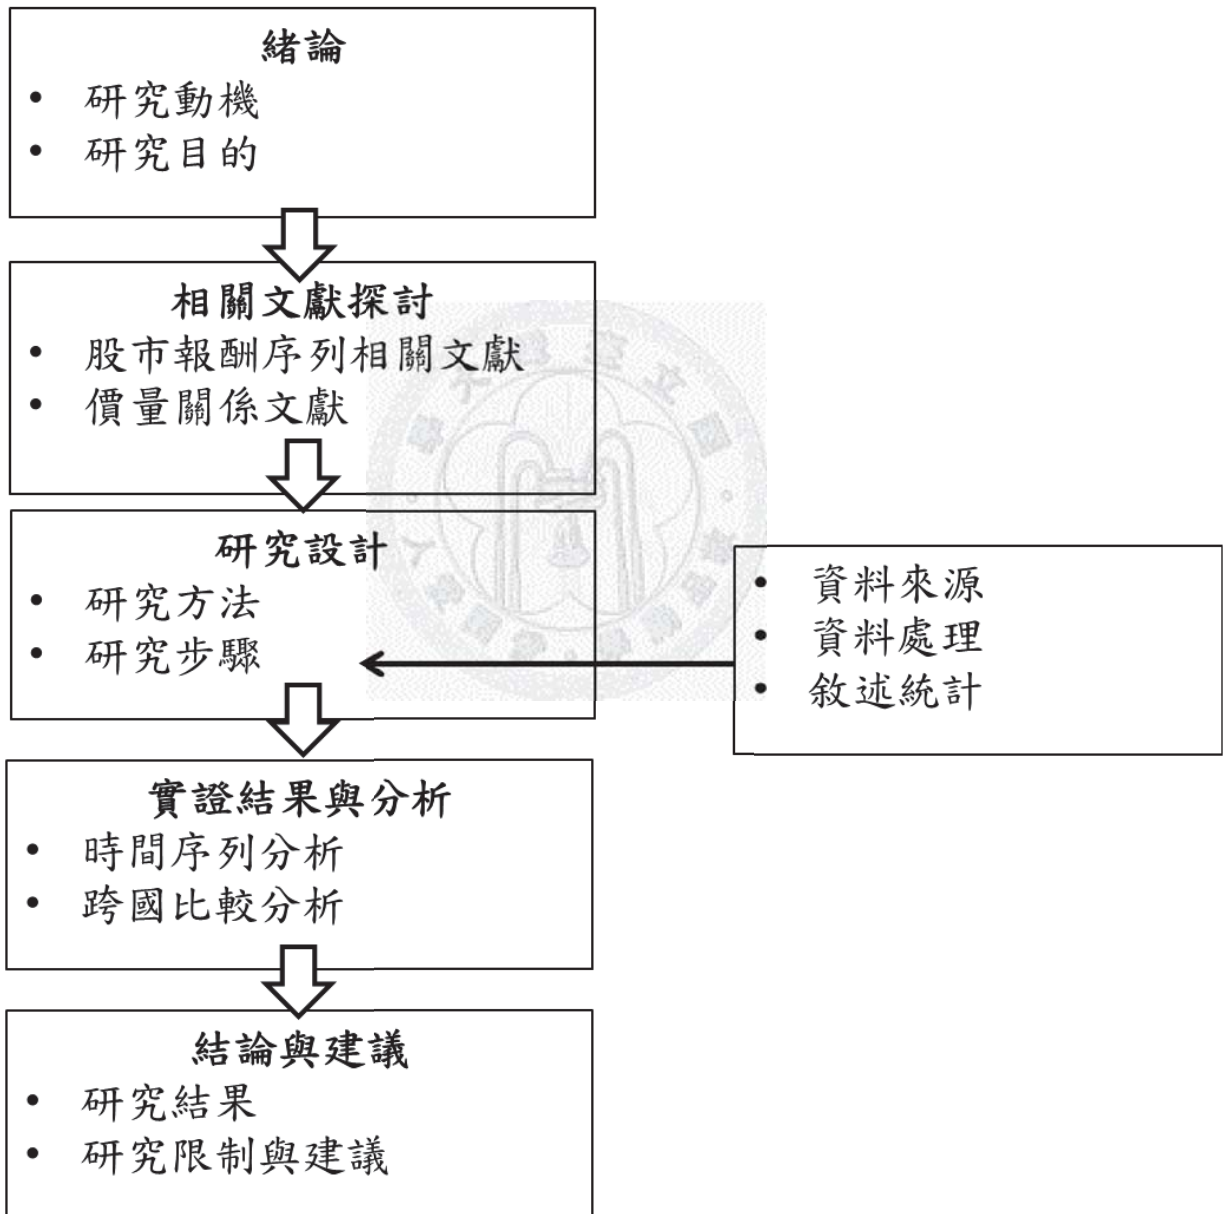 緒論
• 研究動機
• 研究目的
相關文獻探討
• 股市報酬序列相關文獻
• 價量關係文獻
研究設計
• 研究方法
• 研究步驟
• 資料來源
• 資料處理
• 敘述統計
實證結果與分析
• 時間序列分析
• 跨國比較分析
結論與建議
• 研究結果
• 研究限制與建議